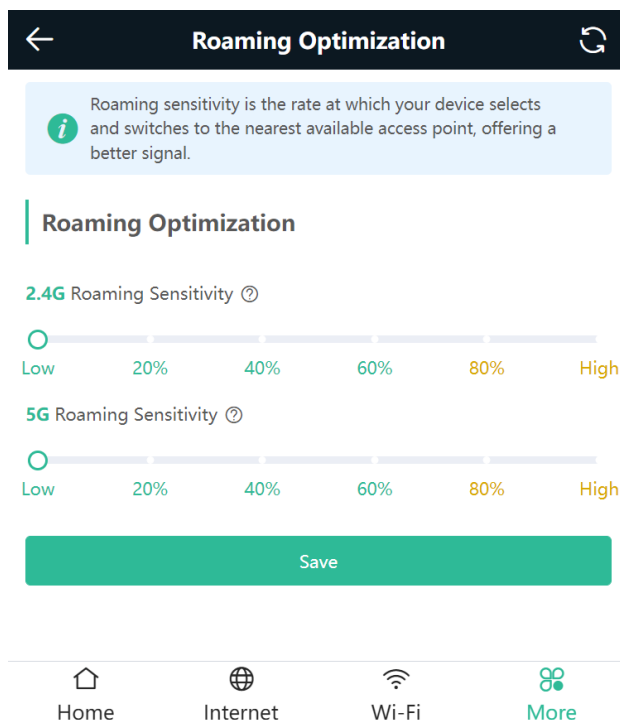 Roaming Optimization
Roaming sensitivity is the rate at which your device selects
and switches to the nearest available access point, offering a
better signal.
Roaming Optimization
2.4G Roaming Sensitivity
Low 20% 40% 60% 80% High
5G Roaming Sensitivity
Low 20% 40% 60% 80% High
Save
Home Internet Wi-Fi More